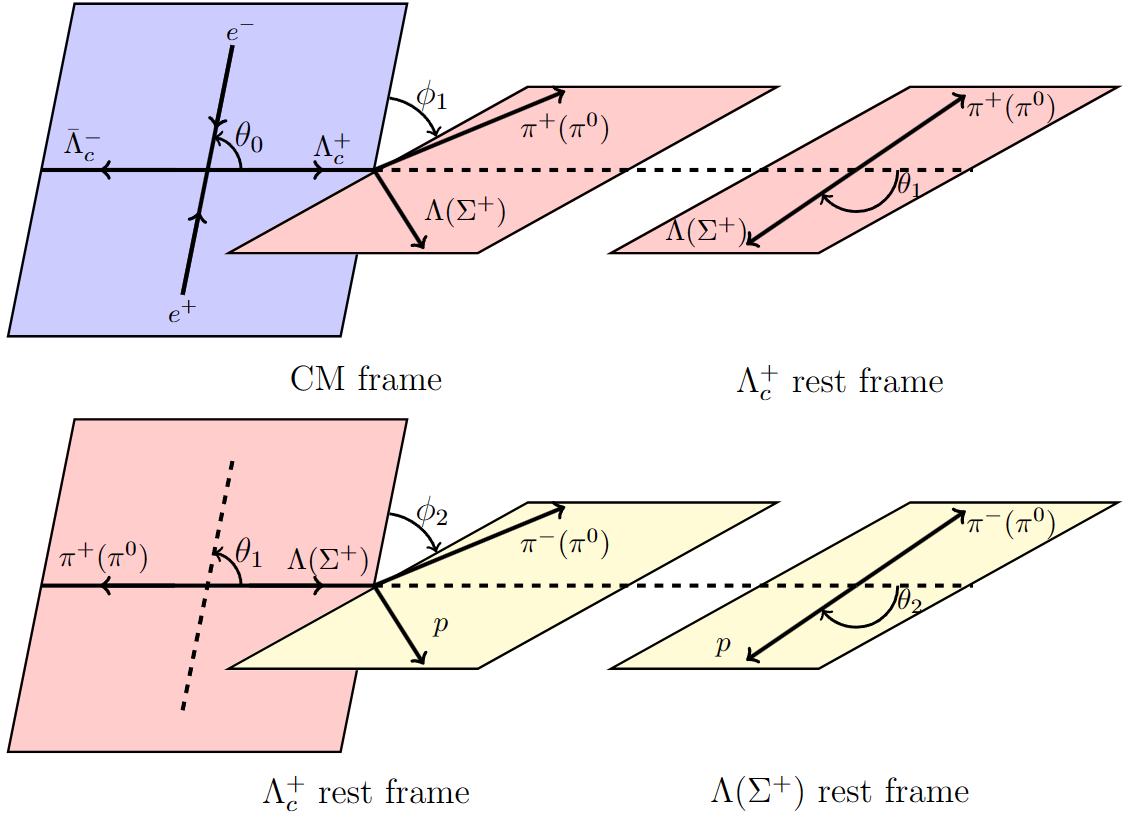 e⁻
ϕ₁
π⁺(π⁰)
π⁺(π⁰)
Λ̄c⁻
θ₀
Λc⁺
θ₁
Λ(Σ⁺)
Λ(Σ⁺)
e⁺
CM frame
Λc⁺ rest frame
ϕ₂
π⁻(π⁰)
π⁻(π⁰)
π⁺(π⁰)
θ₁
Λ(Σ⁺)
θ₂
p
p
Λc⁺ rest frame
Λ(Σ⁺) rest frame